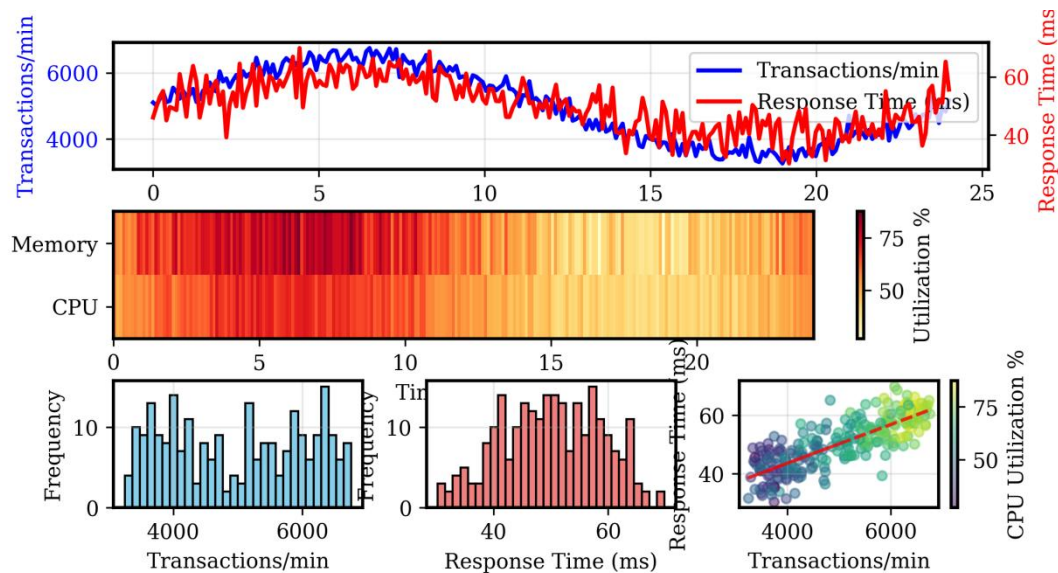 Transactions/min
6000
4000
Transactions/min
Response Time (ms)
60
40
Response Time (ms
0
5
10
15
20
25
Memory
CPU
0
5
10
15
20
75
50
Utilization %
Frequency
10
0
4000
6000
Transactions/min
Frequency
10
0
40
60
Response Time (ms)
Response Time (ms)
60
40
4000
6000
Transactions/min
75
50
CPU Utilization %